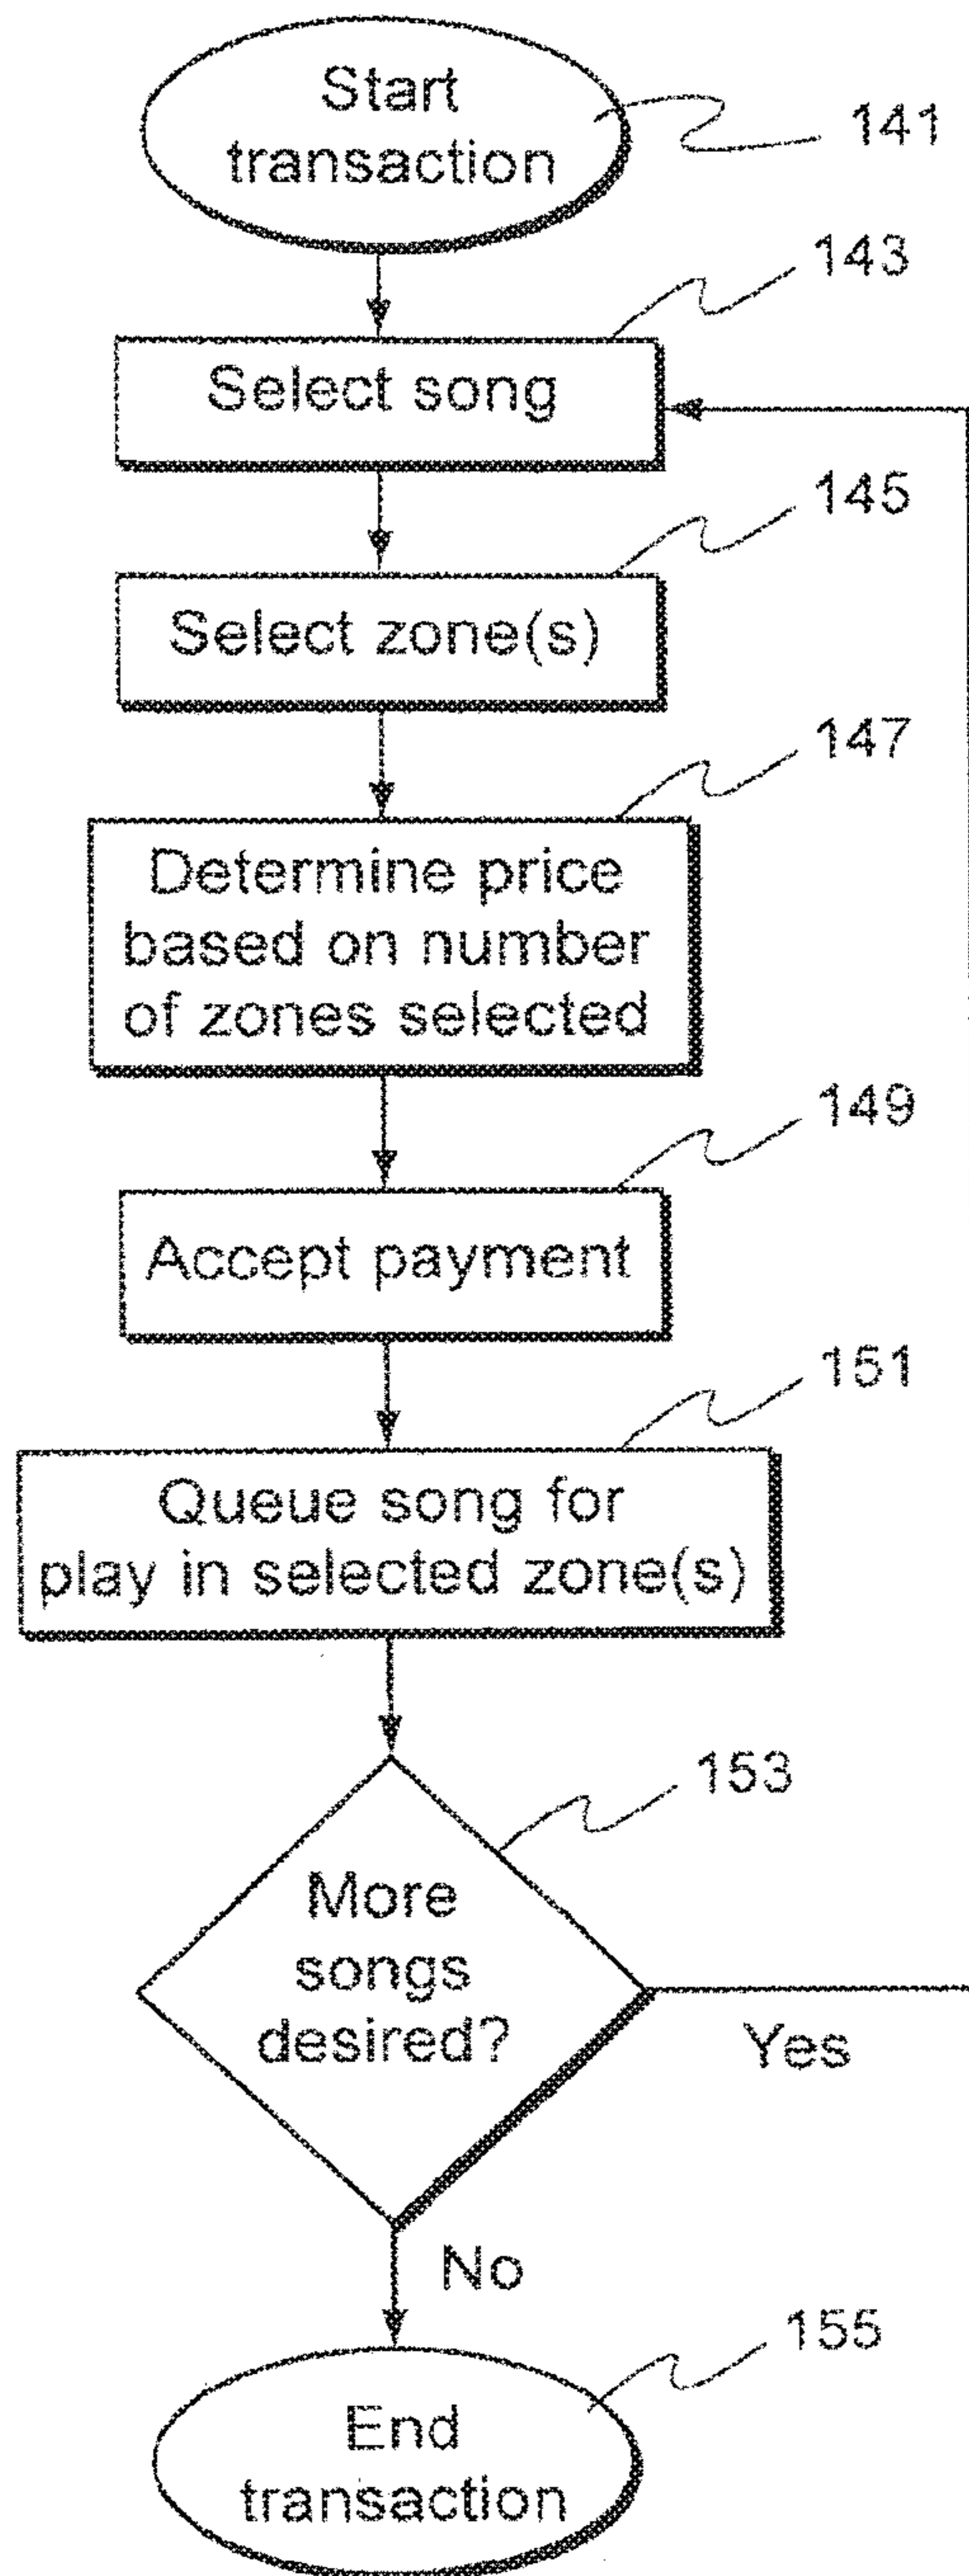 Start
transaction
141
143
Select song
145
Select zone(s)
147
Determine price
based on number
of zones selected
149
Accept payment
151
Queue song for
play in selected zone(s)
153
More
songs
desired?
Yes
No
155
End
transaction